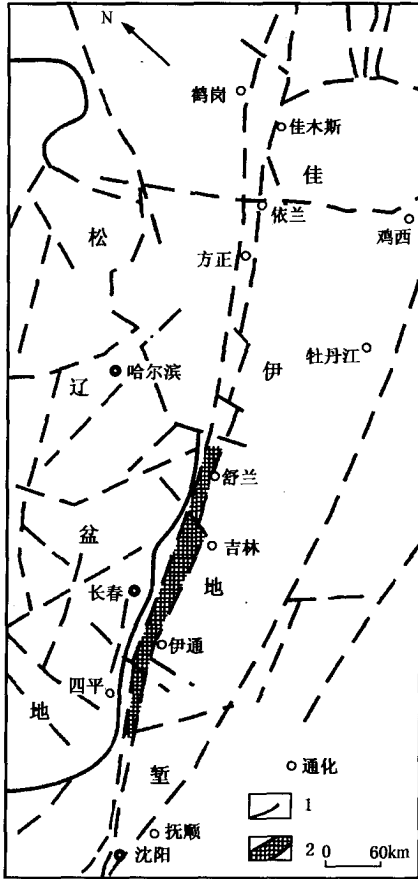 N
鹤岗
佳木斯
佳
松
依兰
鸡西
方正
牡丹江
伊
哈尔滨
辽
舒兰
盆
吉林
长春
地
伊通
四平
地
堑
通化
1
抚顺
2 0 60km
沈阳